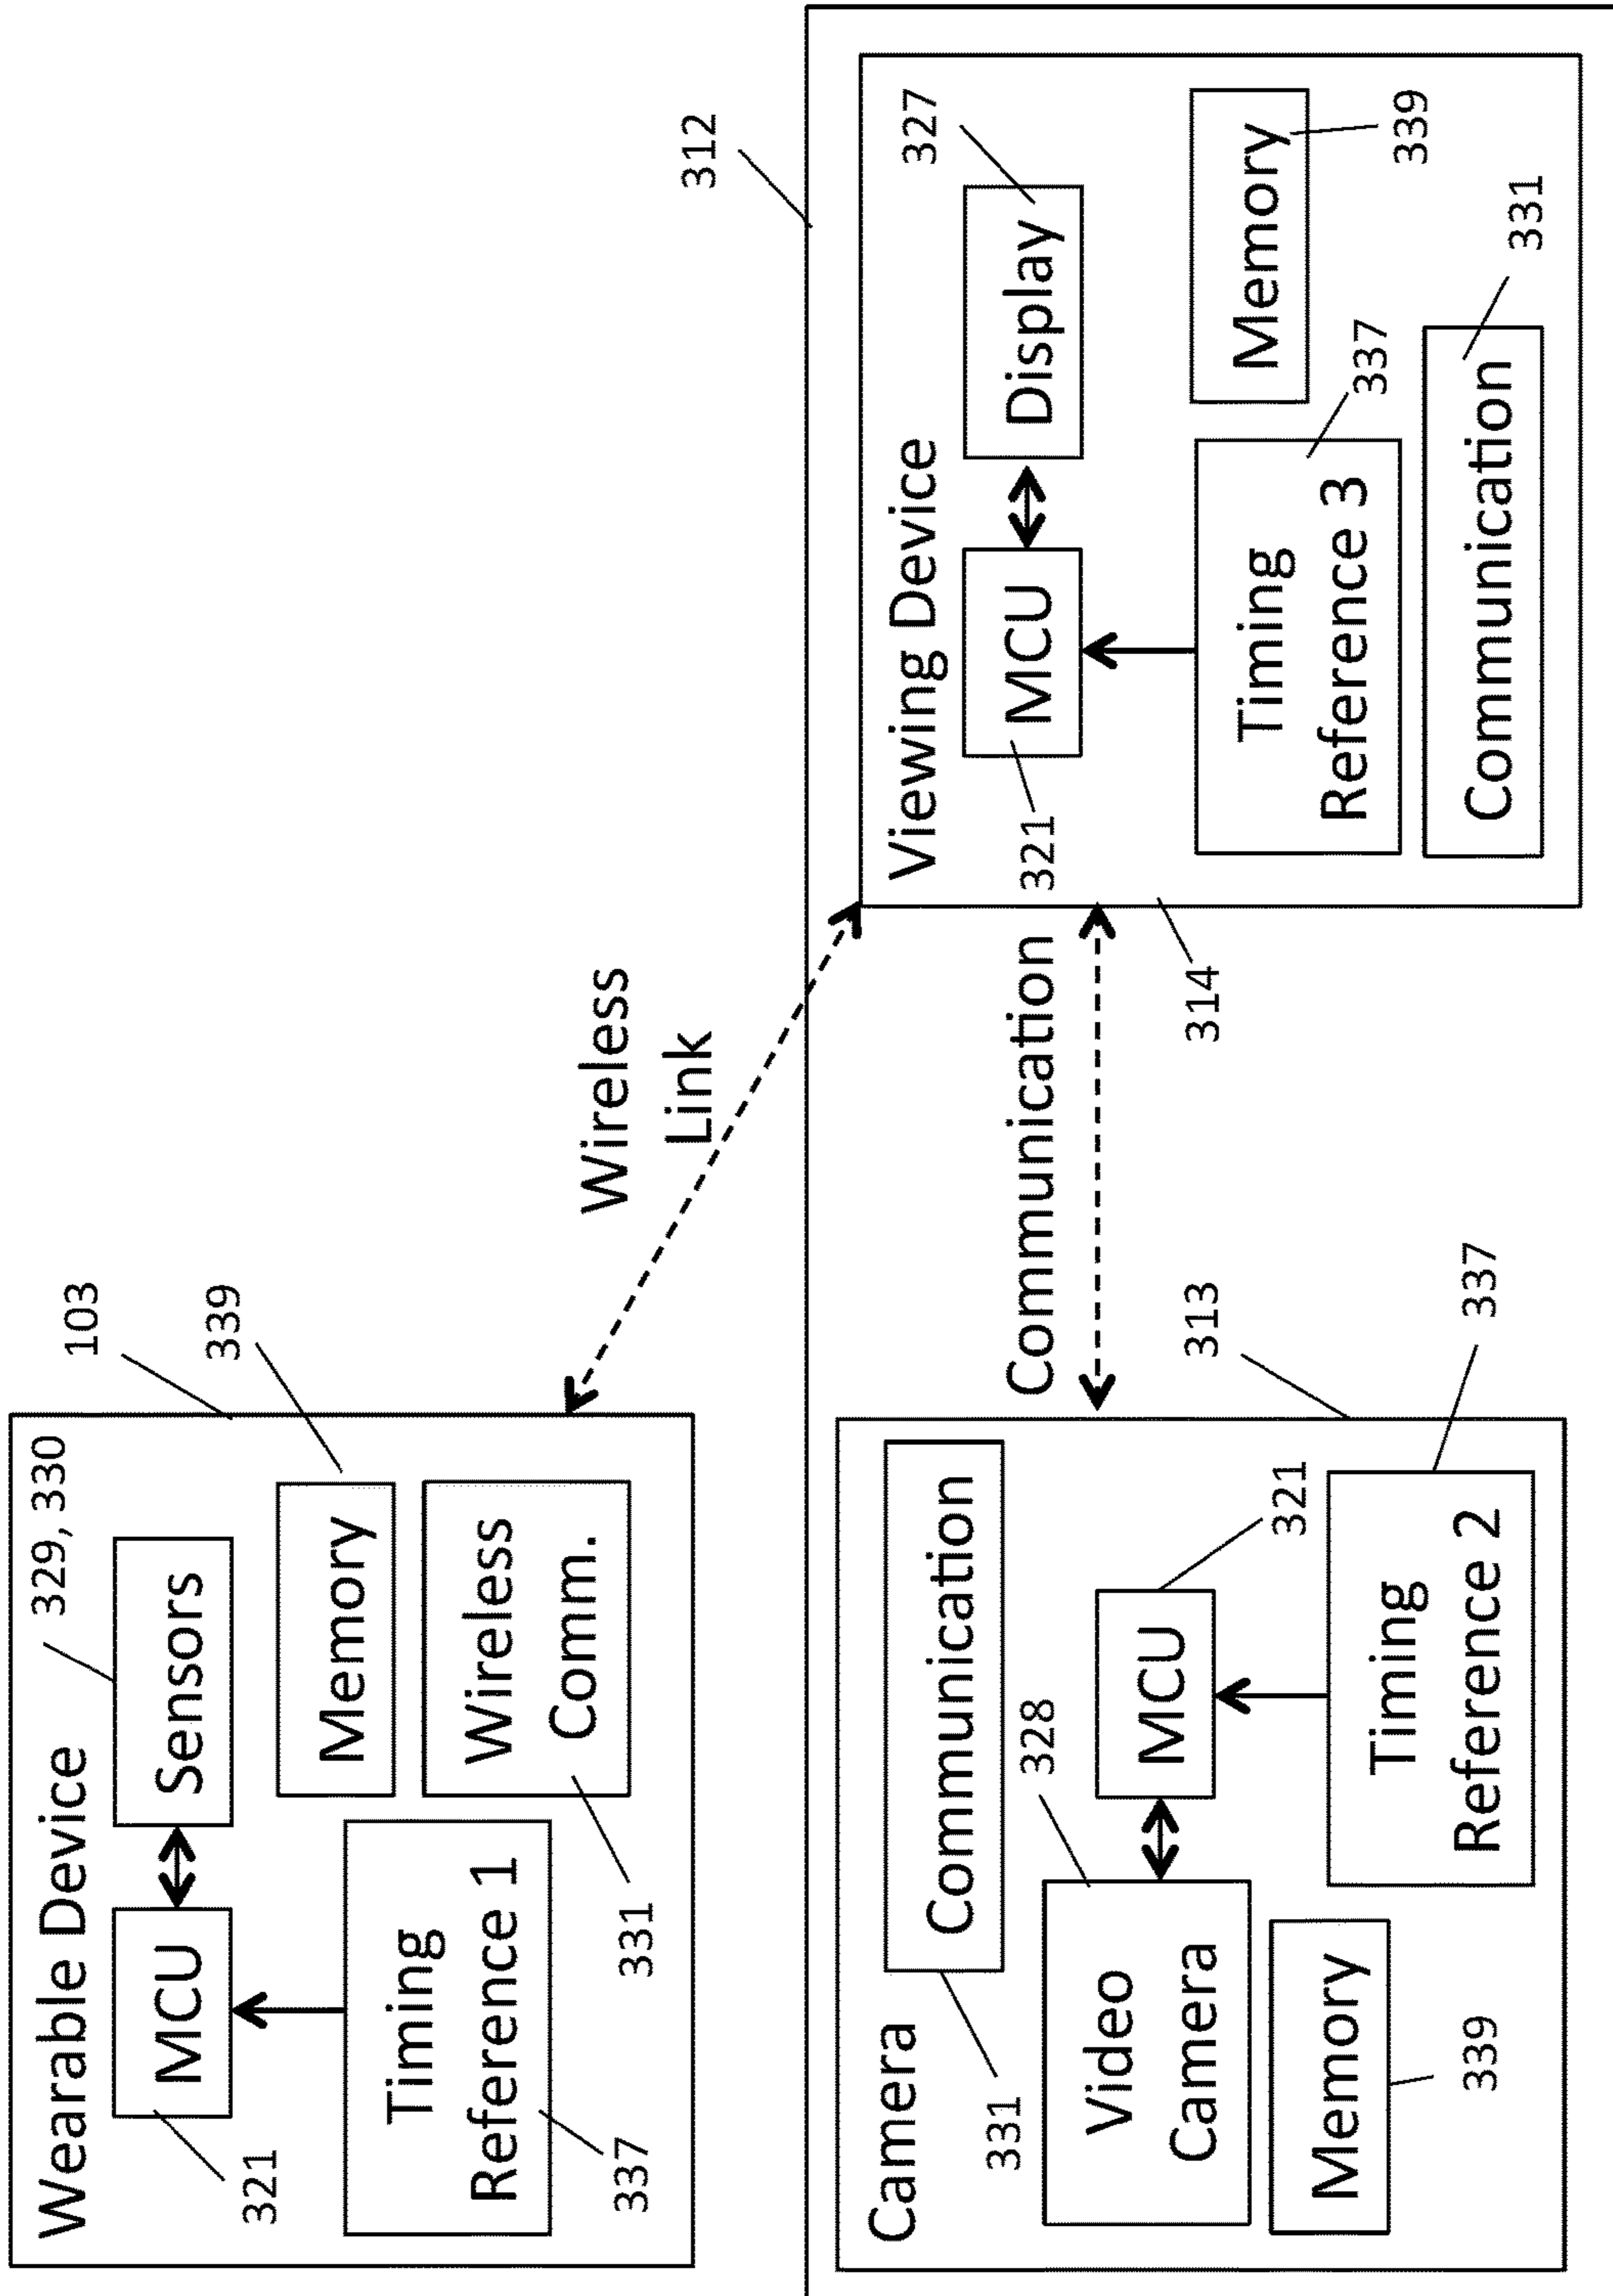 Wearable Device
103
329, 330
MCU
Sensors
321
339
Timing
Reference 1
Memory
337
Wireless
Comm.
331
Wireless
Link
312
Camera
313
Communication
331
328
Video
Camera
MCU
321
Memory
339
Timing
Reference 2
337
Communication
314
Viewing Device
327
MCU
Display
321
Timing
Reference 3
337
Memory
339
Communication
331